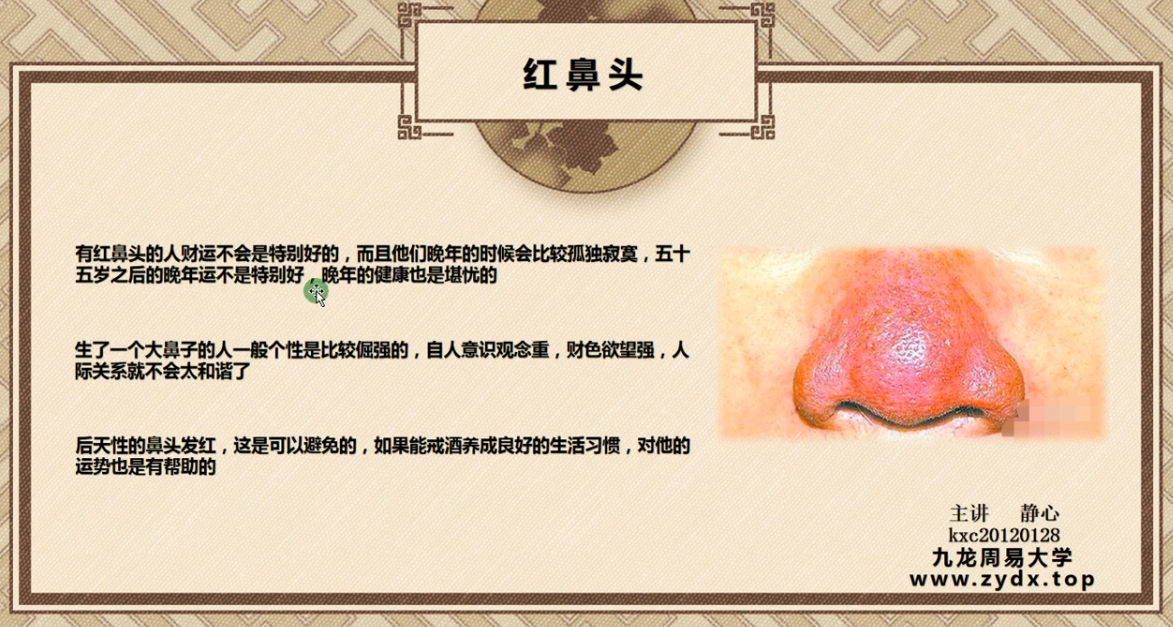 红鼻头
有红鼻头的人财运不会是特别好的，而且他们晚年的时候会比较孤独寂寞，五十
五岁之后的晚年运不是特别好，晚年的健康也是堪忧的
生了一个大鼻子的人一般个性是比较倔强的，自人意识观念重，财色欲望强，人
际关系就不会太和谐了
后天性的鼻头发红，这是可以避免的，如果能戒酒养成良好的生活习惯，对他的
运势也是有帮助的
主讲 静心
kxc20120128
九龙周易大学
www.zydx.top